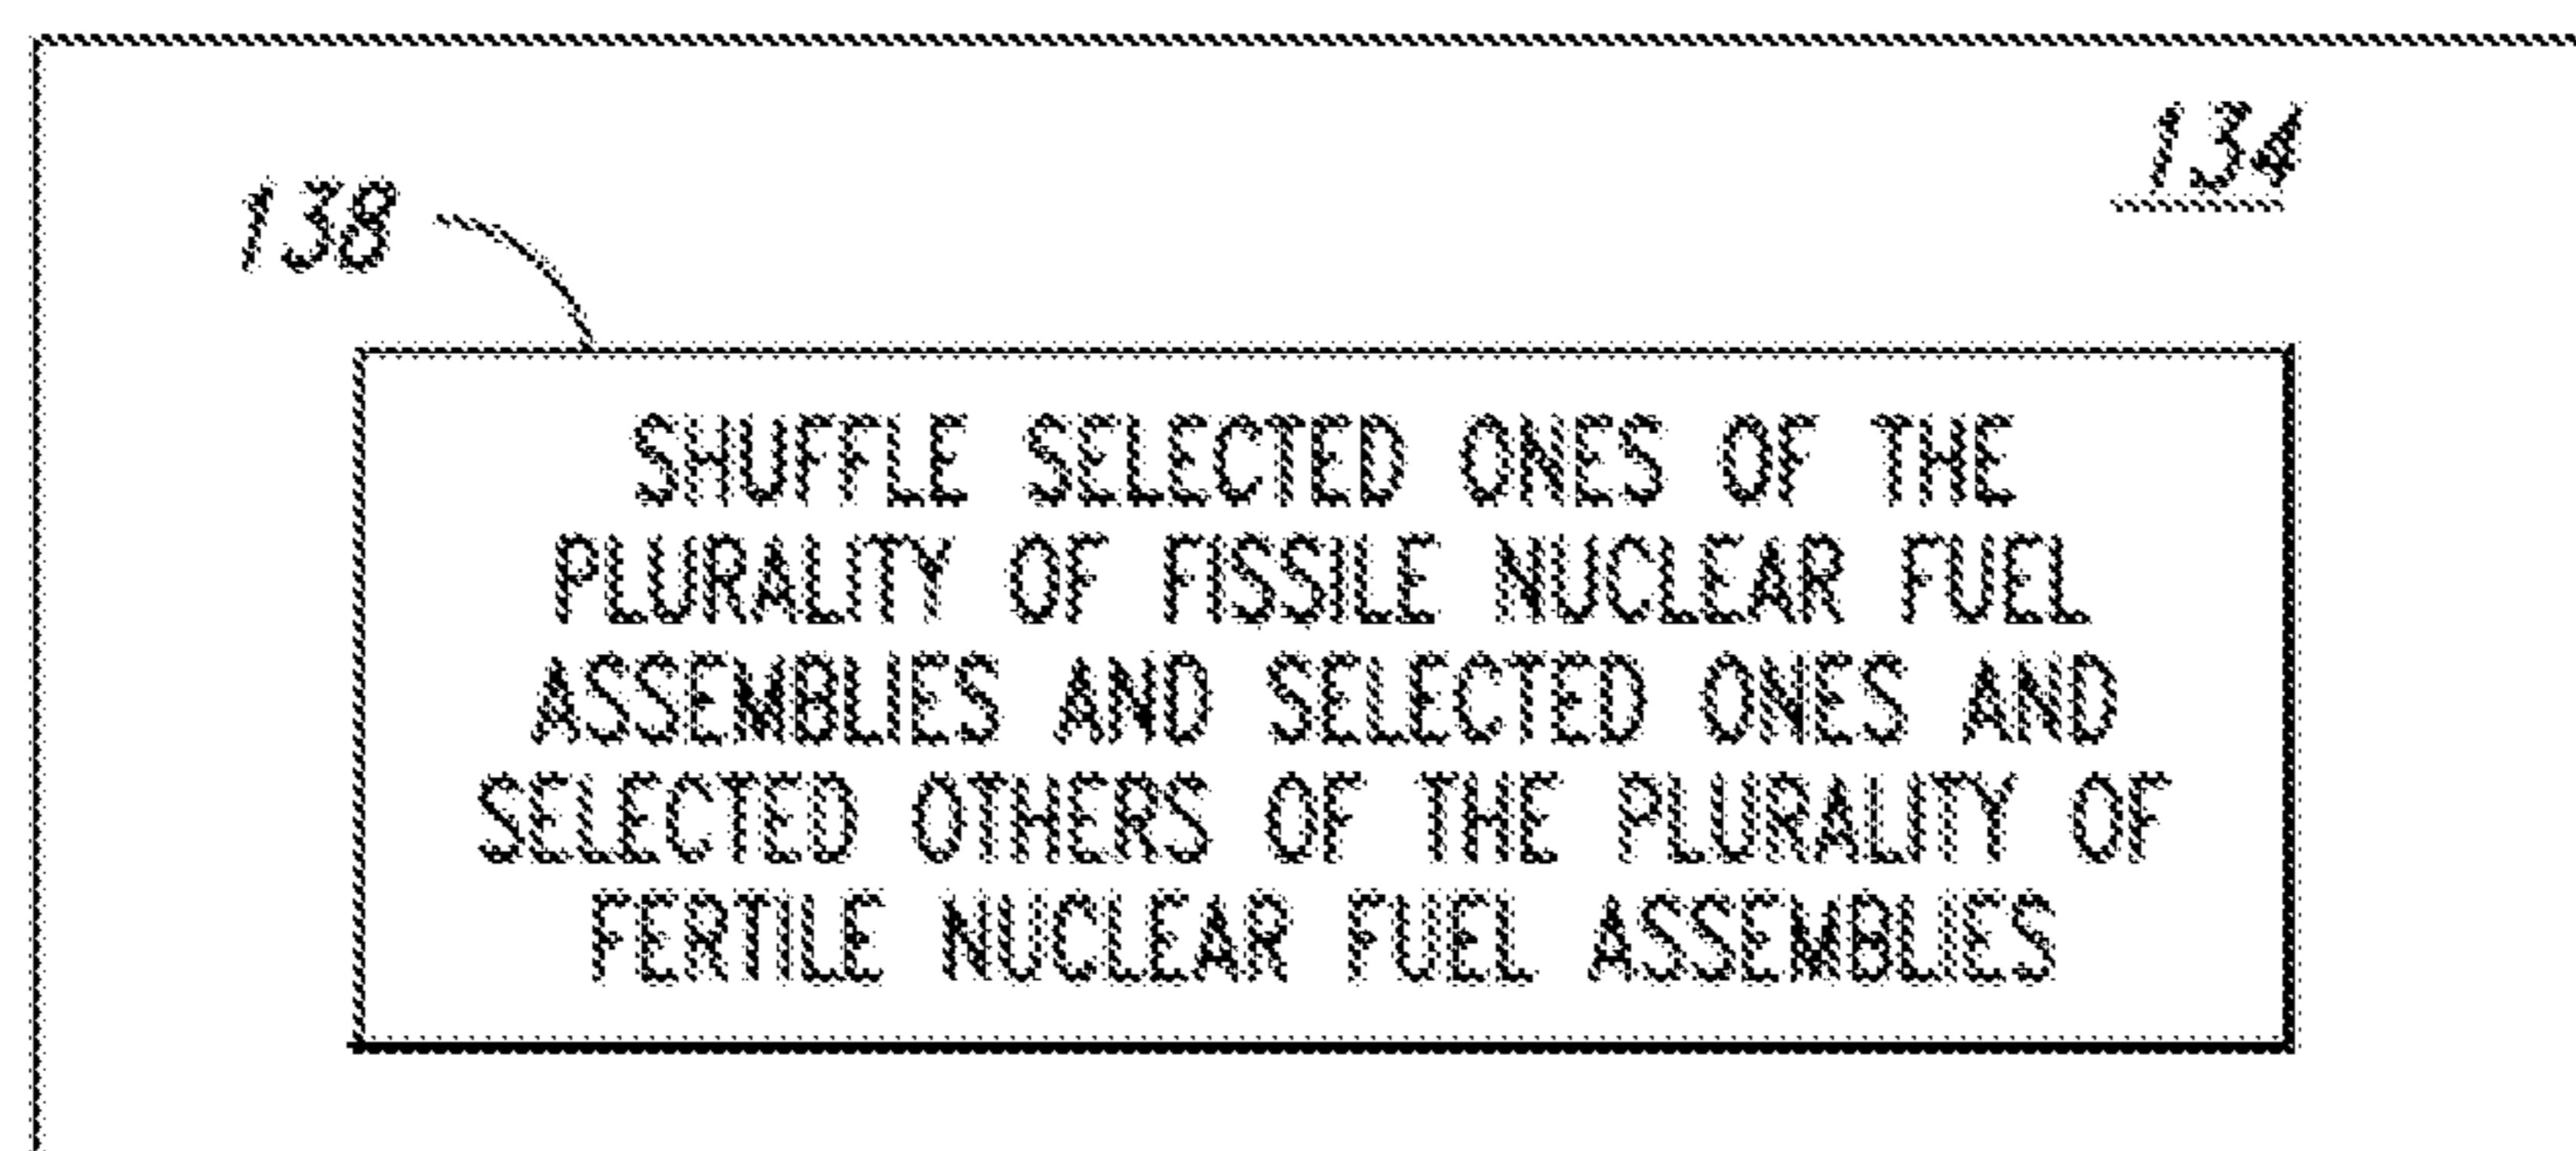 134
138
SHUFFLE SELECTED ONES OF THE
PLURALITY OF FISSILE NUCLEAR FUEL
ASSEMBLIES AND SELECTED ONES AND
SELECTED OTHERS OF THE PLURALITY OF
FERTILE NUCLEAR FUEL ASSEMBLIES